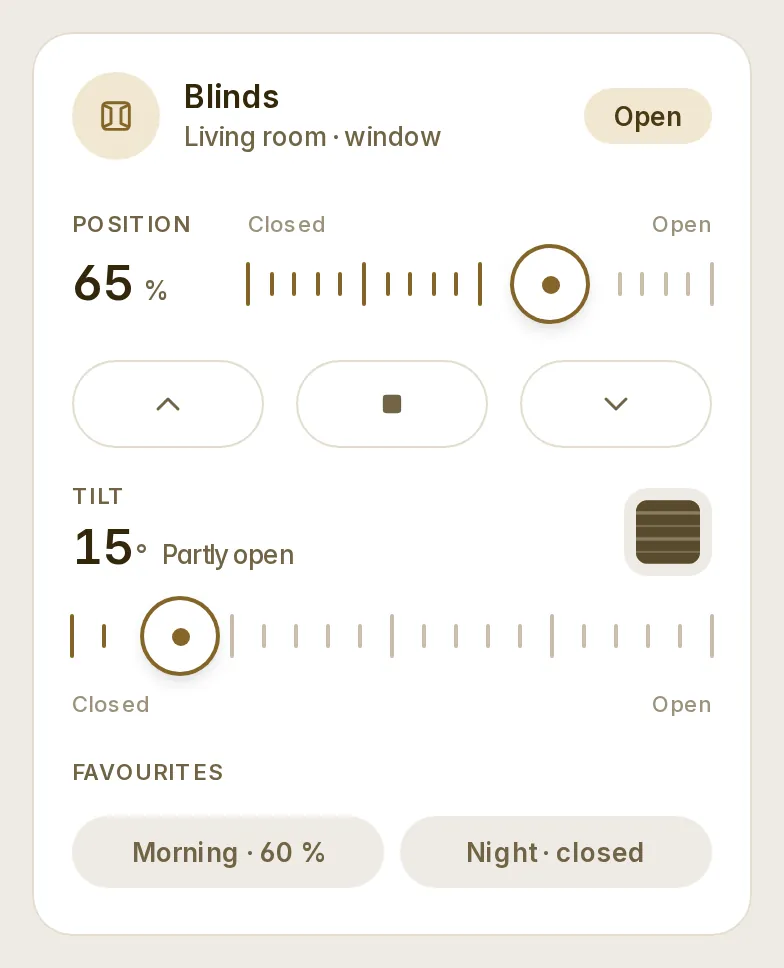 Blinds
Living room · window
Open
POSITION
Closed
Open
65 %
TILT
15° Partly open
Closed
Open
FAVOURITES
Morning · 60 %
Night · closed